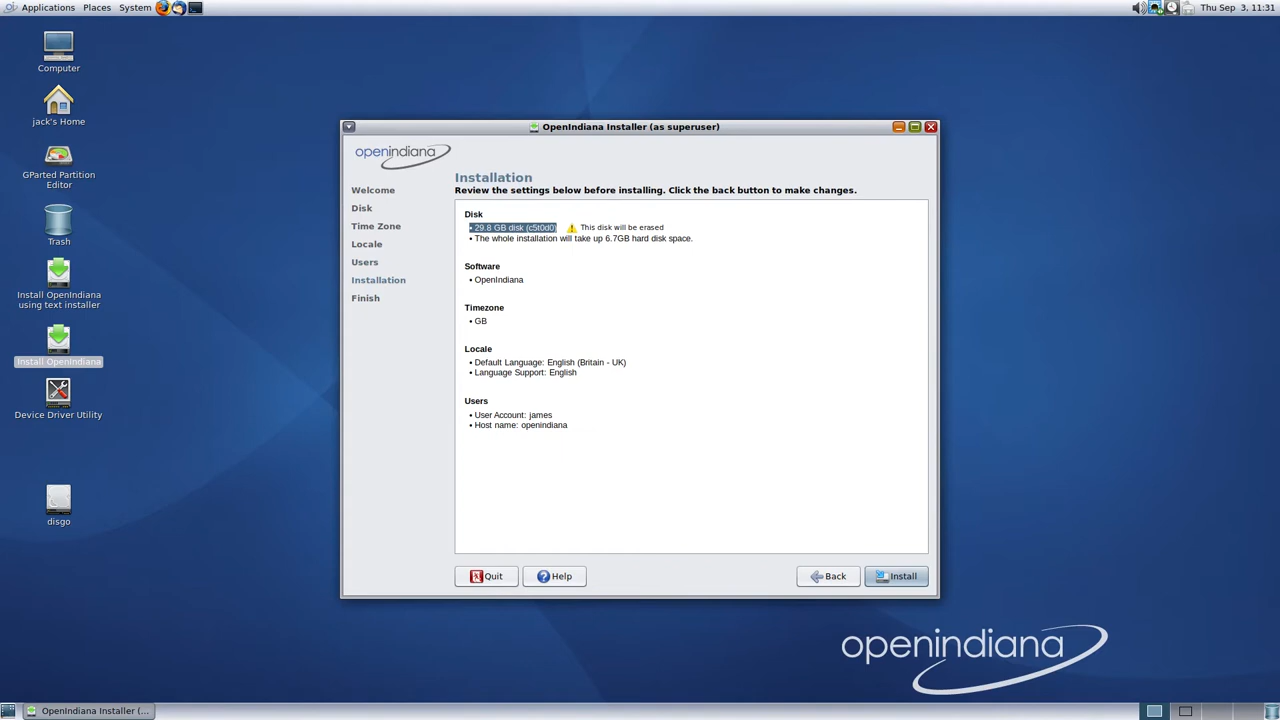 Applications Places System
Thu Sep 3, 11:31
Computer
jack's Home
GParted Partition
Editor
Trash
Install OpenIndiana
using text installer
Install OpenIndiana
Device Driver Utility
disgo
OpenIndiana Installer (as superuser)
openindiana
Welcome
Disk
Time Zone
Locale
Users
Installation
Finish
Installation
Review the settings below before installing. Click the back button to make changes.
Disk
• 29.8 GB disk (c5t0d0) This disk will be erased
• The whole installation will take up 6.7GB hard disk space.
Software
• OpenIndiana
Timezone
• GB
Locale
• Default Language: English (Britain - UK)
• Language Support: English
Users
• User Account: james
• Host name: openindiana
Quit Help Back Install
openindiana
OpenIndiana Installer (...